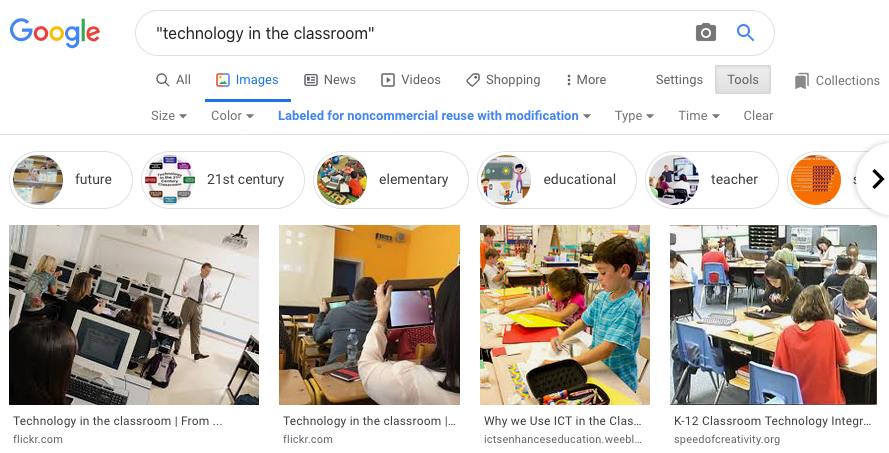 Google
"technology in the classroom"
All Images News Videos Shopping More Settings Tools Collections
Size Color Labeled for noncommercial reuse with modification Type Time Clear
future 21st century elementary educational teacher s
Technology in the classroom | From ... Technology in the classroom |... Why we Use ICT in the Clas... K-12 Classroom Technology Integr...
flickr.com flickr.com ictsenhanceseducation.weebl... speedofcreativity.org